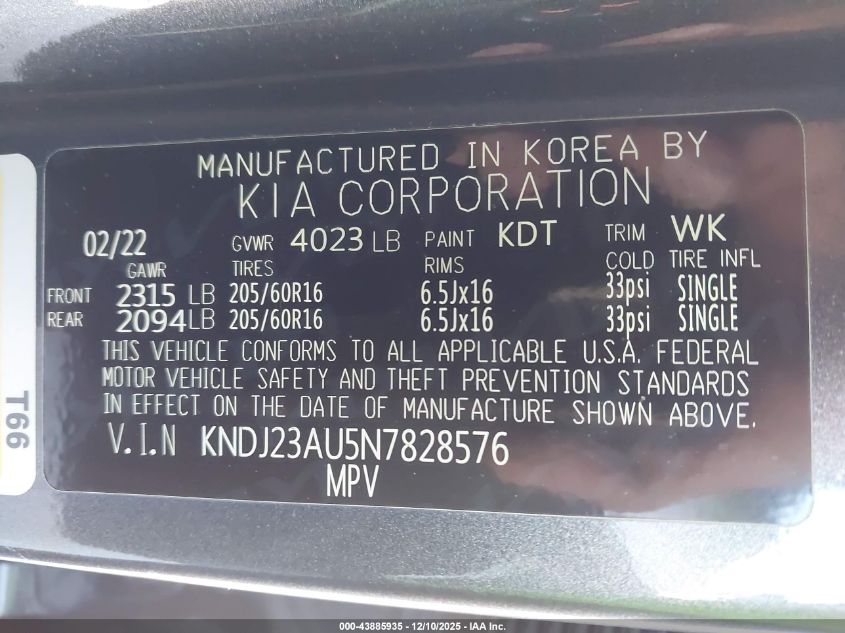 MANUFACTURED IN KOREA BY
KIA CORPORATION
02/22 GVWR 4023 LB PAINT KDT TRIM WK
GAWR TIRES RIMS COLD TIRE INFL
FRONT 2315 LB 205/60R16 6.5Jx16 33psi SINGLE
REAR 2094 LB 205/60R16 6.5Jx16 33psi SINGLE
THIS VEHICLE CONFORMS TO ALL APPLICABLE U.S.A. FEDERAL
MOTOR VEHICLE SAFETY AND THEFT PREVENTION STANDARDS
IN EFFECT ON THE DATE OF MANUFACTURE SHOWN ABOVE.
V.I.N KNDJ23AU5N7828576
MPV
T66
000-43885935 - 12/10/2025 - IAA Inc.